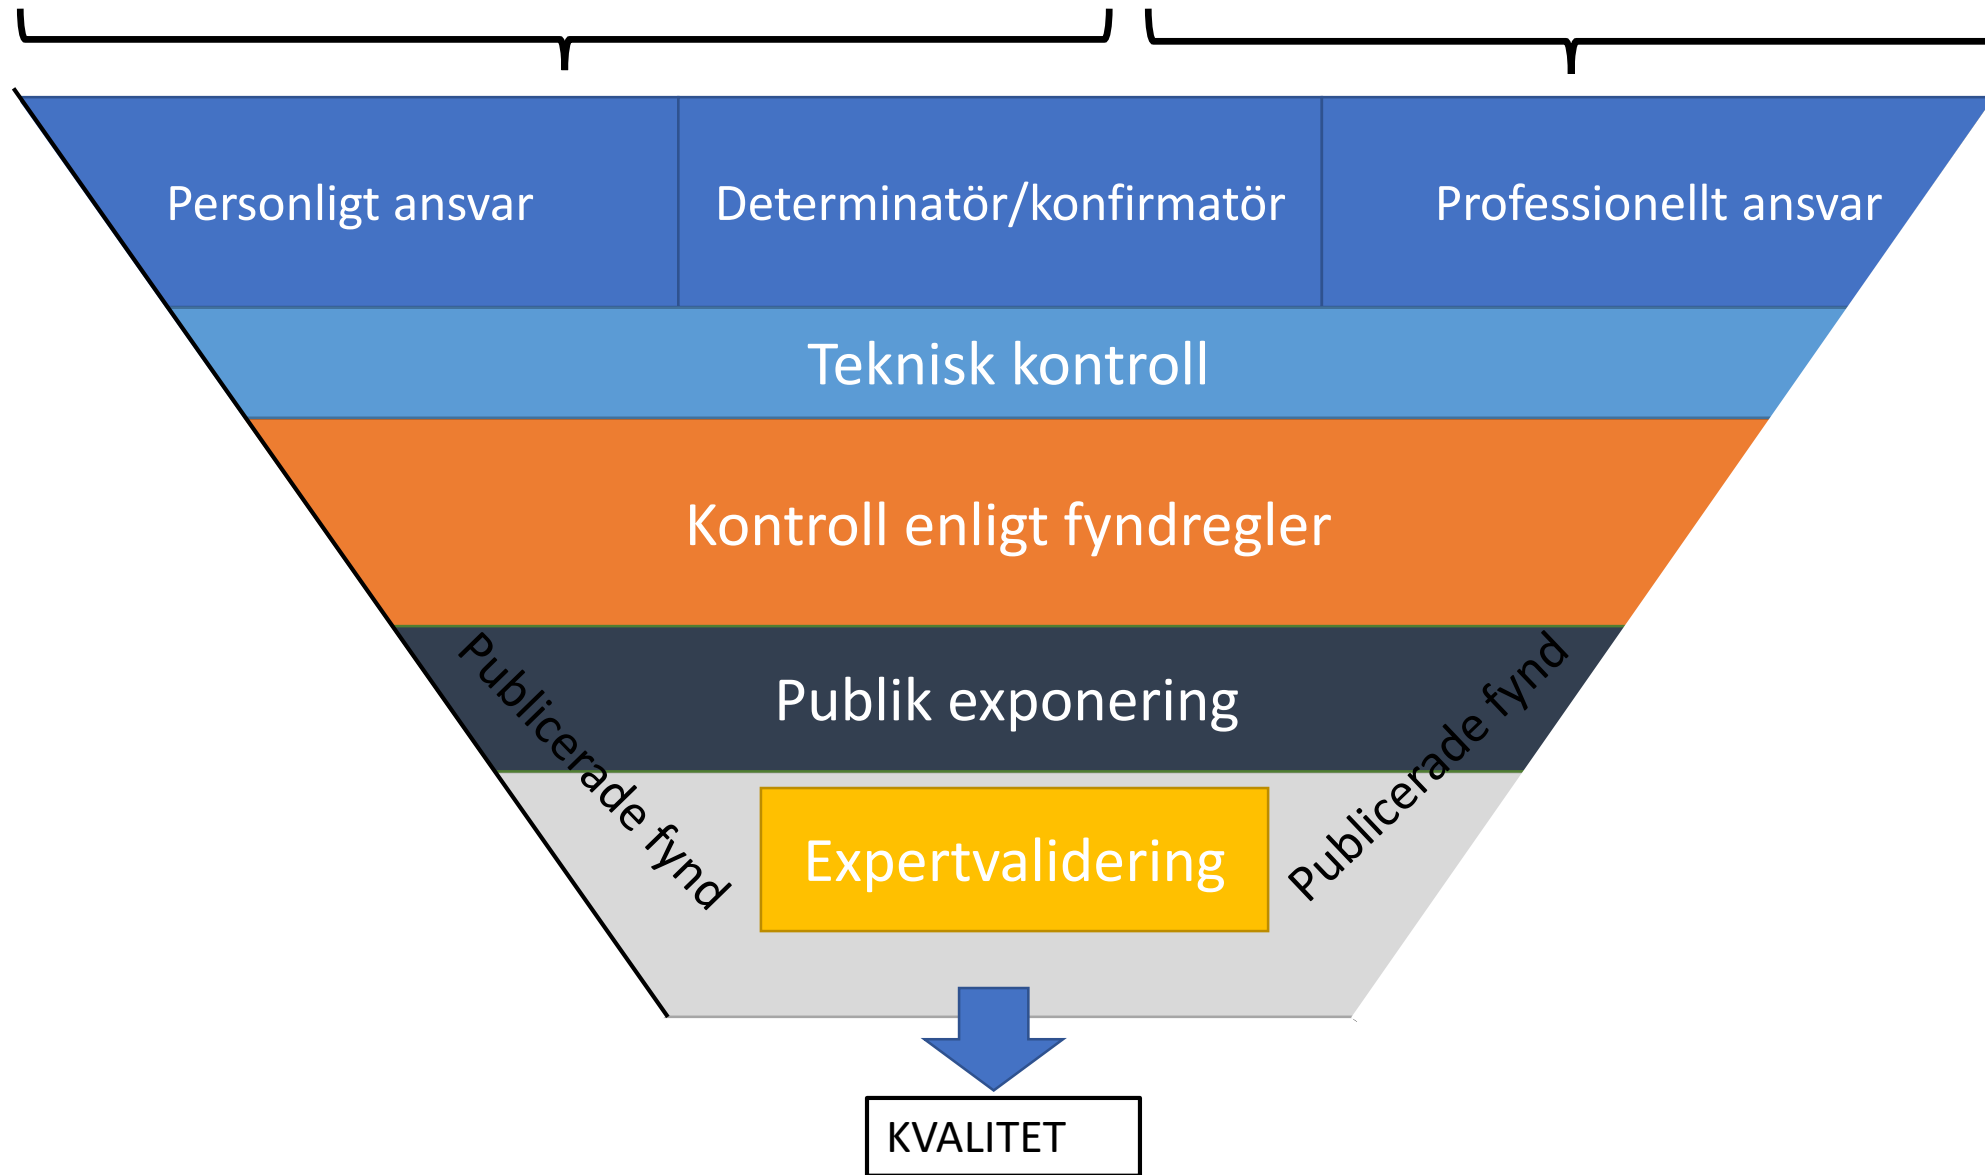 Personligt ansvar
Determinatör/konfirmatör
Professionellt ansvar
Teknisk kontroll
Kontroll enligt fyndregler
Publik exponering
Publicerade fynd
Expertvalidering
Publicerade fynd
KVALITET